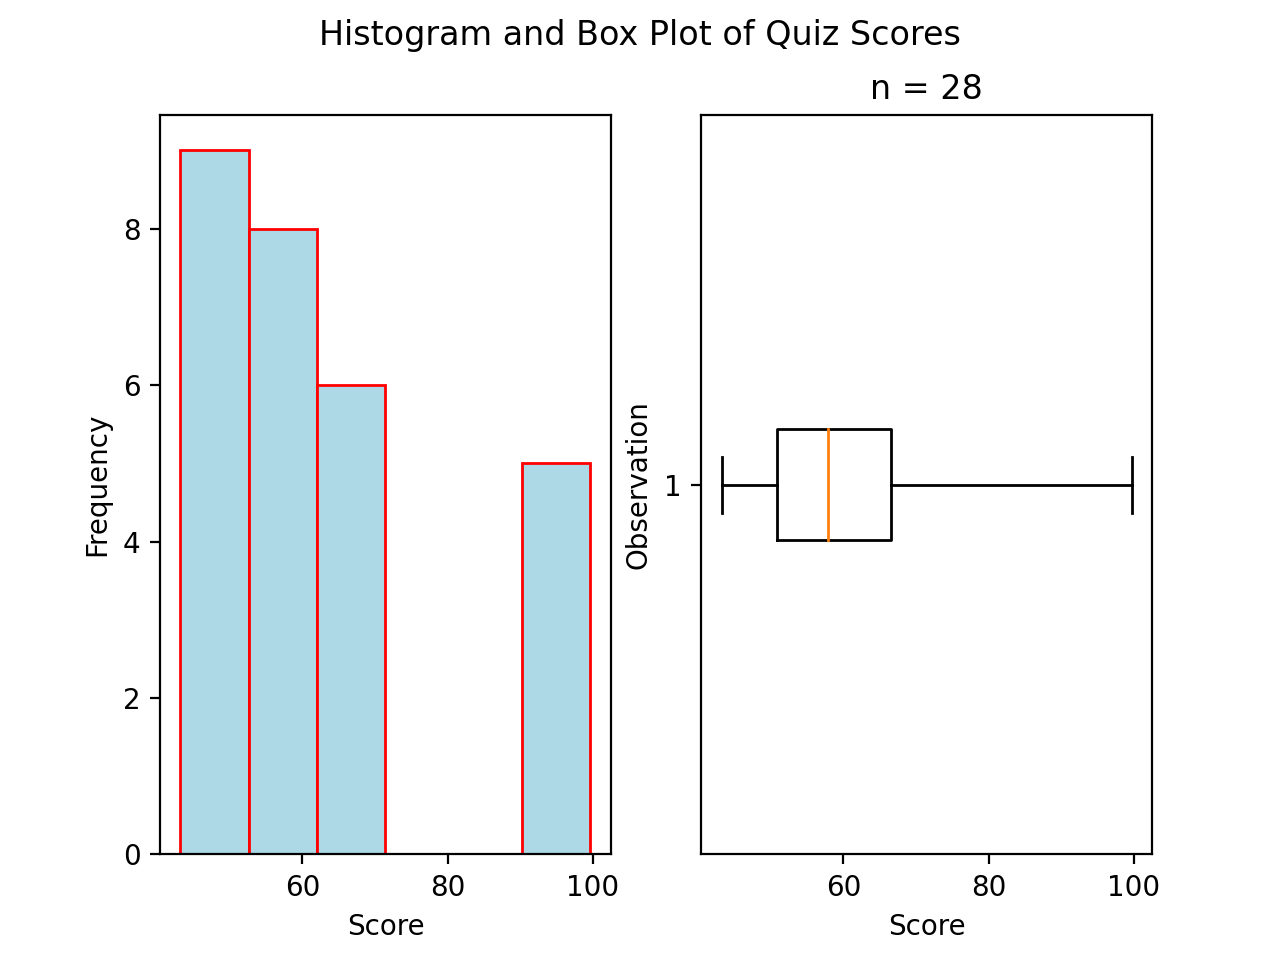 Histogram and Box Plot of Quiz Scores
Frequency
8
6
4
2
0
60 80 100
Score
n = 28
Observation
1
60 80 100
Score